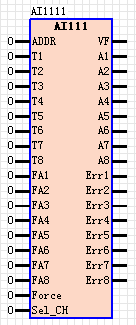 AI1111
AI111
0 ADDR VF
0 T1 A1
0 T2 A2
0 T3 A3
0 T4 A4
0 T5 A5
0 T6 A6
0 T7 A7
0 T8 A8
0 FA1 Err1
0 FA2 Err2
0 FA3 Err3
0 FA4 Err4
0 FA5 Err5
0 FA6 Err6
0 FA7 Err7
0 FA8 Err8
0 Force
0 Sel_CH